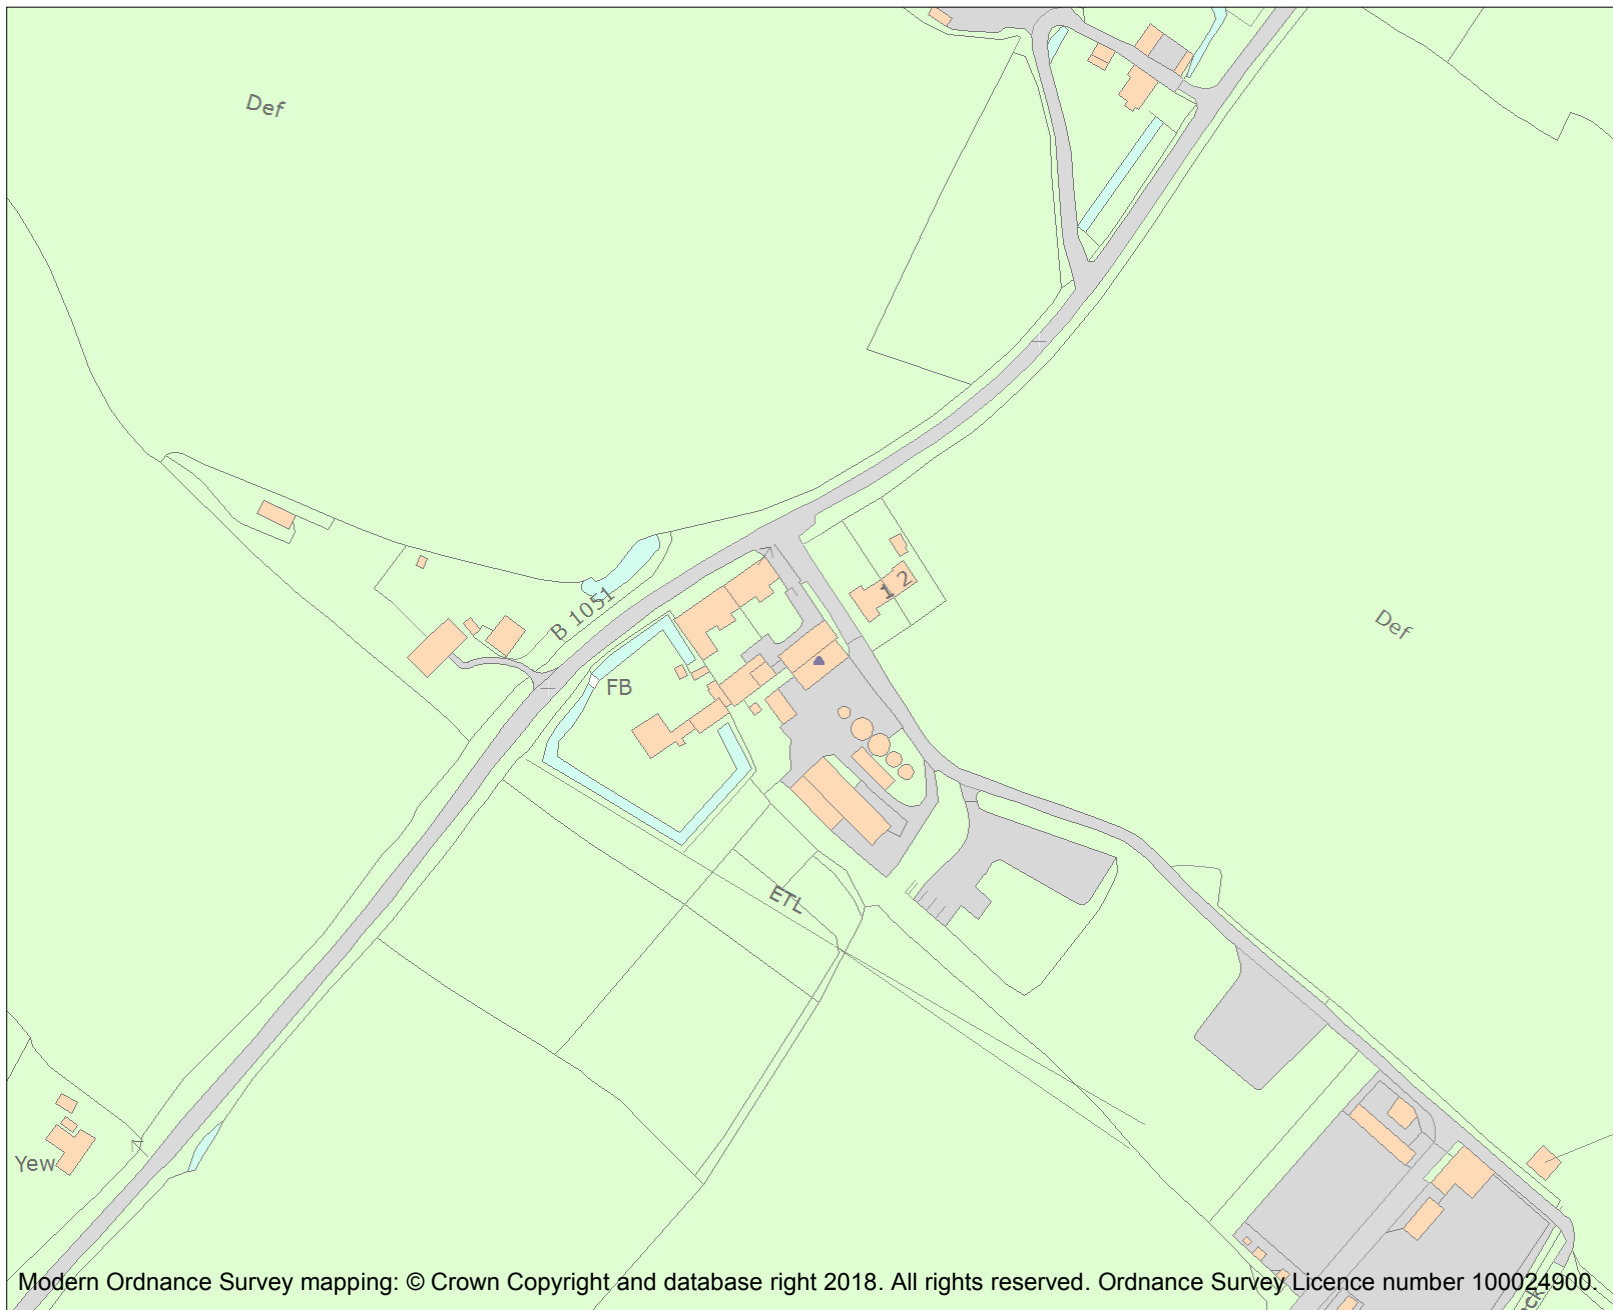 Def
1 2
B 1051
Def
FB
ETL
Yew
ck
Modern Ordnance Survey mapping: © Crown Copyright and database right 2018. All rights reserved. Ordnance Survey Licence number 100024900.